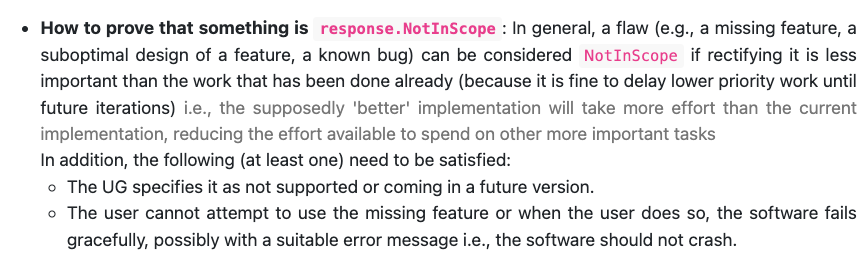 • How to prove that something is response.NotInScope : In general, a flaw (e.g., a missing feature, a
suboptimal design of a feature, a known bug) can be considered NotInScope if rectifying it is less
important than the work that has been done already (because it is fine to delay lower priority work until
future iterations) i.e., the supposedly 'better' implementation will take more effort than the current
implementation, reducing the effort available to spend on other more important tasks
In addition, the following (at least one) need to be satisfied:
◦ The UG specifies it as not supported or coming in a future version.
◦ The user cannot attempt to use the missing feature or when the user does so, the software fails
gracefully, possibly with a suitable error message i.e., the software should not crash.